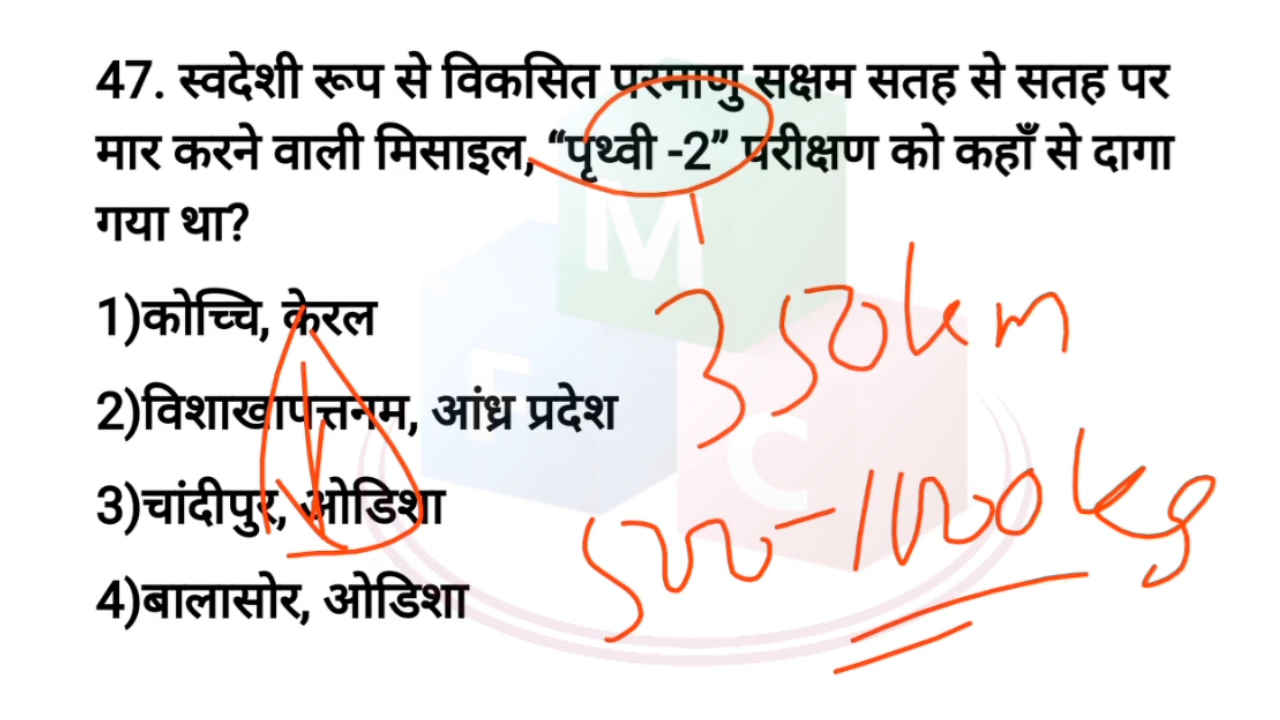 47. स्वदेशी रूप से विकसित परमाणु सक्षम सतह से सतह पर
मार करने वाली मिसाइल, “पृथ्वी -2” परीक्षण को कहाँ से दागा
गया था?
1)कोच्चि, केरल
350km
2)विशाखापत्तनम, आंध्र प्रदेश
3)चांदीपुर, ओडिशा
500-1000kg
4)बालासोर, ओडिशा
M
F
C